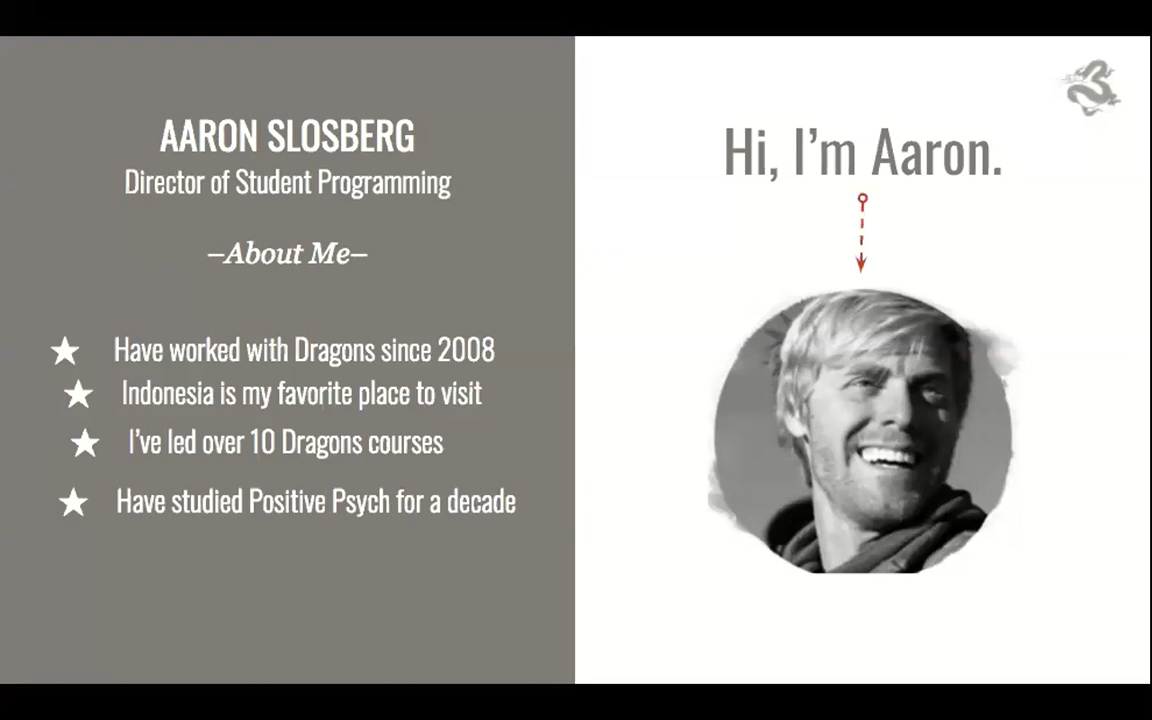 AARON SLOSBERG
Director of Student Programming
–About Me–
★ Have worked with Dragons since 2008
★ Indonesia is my favorite place to visit
★ I've led over 10 Dragons courses
★ Have studied Positive Psych for a decade
Hi, I'm Aaron.